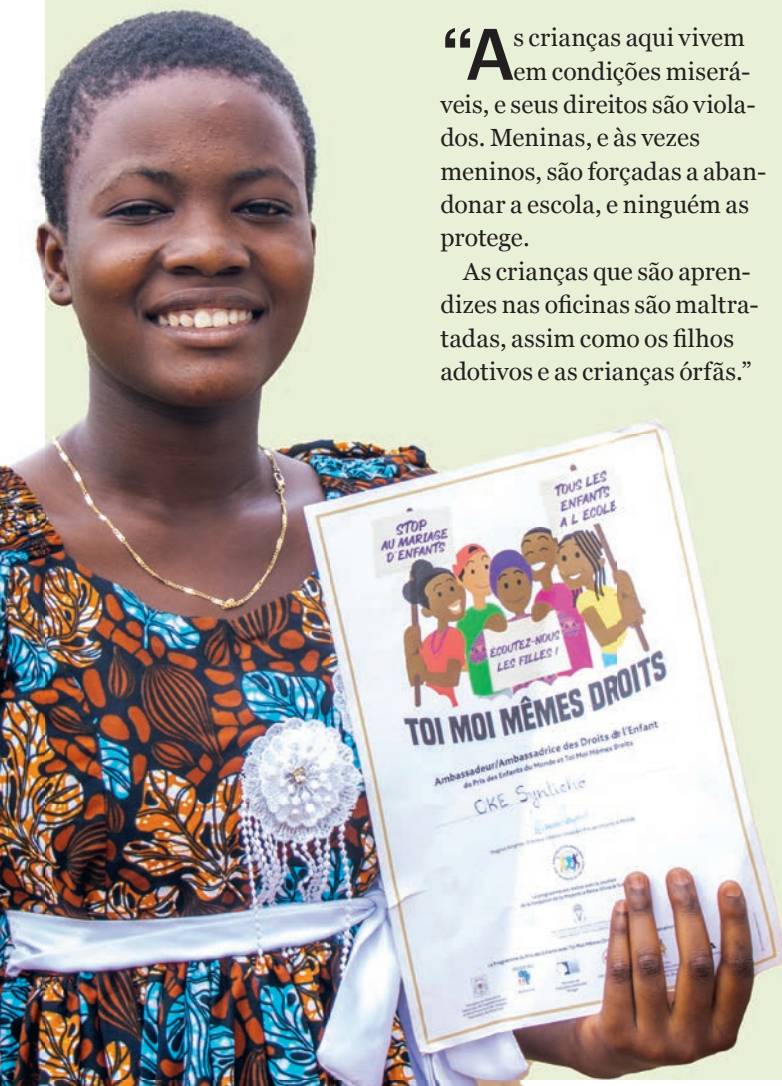 “As crianças aqui vivem
em condições miserá-
veis, e seus direitos são viola-
dos. Meninas, e às vezes
meninos, são forçadas a aban-
donar a escola, e ninguém as
protege.
As crianças que são apren-
dizes nas oficinas são maltra-
tadas, assim como os filhos
adotivos e as crianças órfãs.”
STOP
AU MARIAGE
D'ENFANTS
TOUS LES
ENFANTS
A L ECOLE
ÉCOUTEZ-NOUS
LES FILLES !
TOI MOI MÊMES DROITS
Ambassadeur/Ambassadrice des Droits de l'Enfant
de Prix des Enfants du Monde et Toi Moi Mêmes Droits
CKE Syntiche